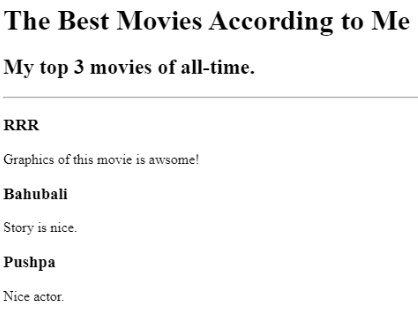 The Best Movies According to Me
My top 3 movies of all-time.
RRR
Graphics of this movie is awsome!
Bahubali
Story is nice.
Pushpa
Nice actor.